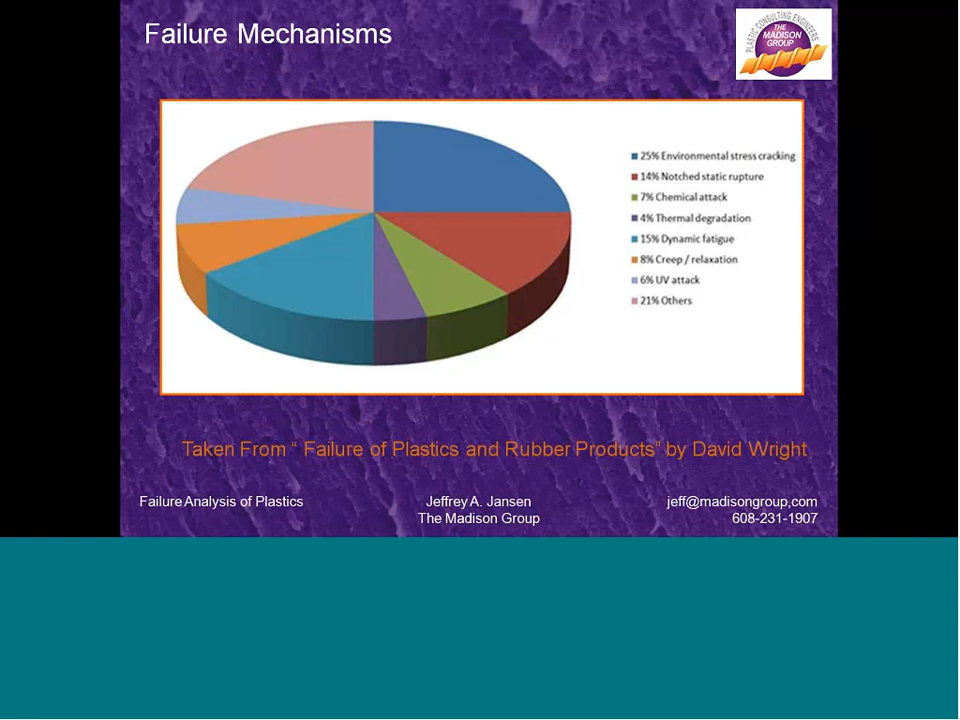 Failure Mechanisms
PLASTIC CONSULTING ENGINEERS
THE
MADISON
GROUP
25% Environmental stress cracking
14% Notched static rupture
7% Chemical attack
4% Thermal degradation
15% Dynamic fatigue
8% Creep / relaxation
6% UV attack
21% Others
Taken From “ Failure of Plastics and Rubber Products” by David Wright
Failure Analysis of Plastics
Jeffrey A. Jansen
The Madison Group
jeff@madisongroup,com
608-231-1907